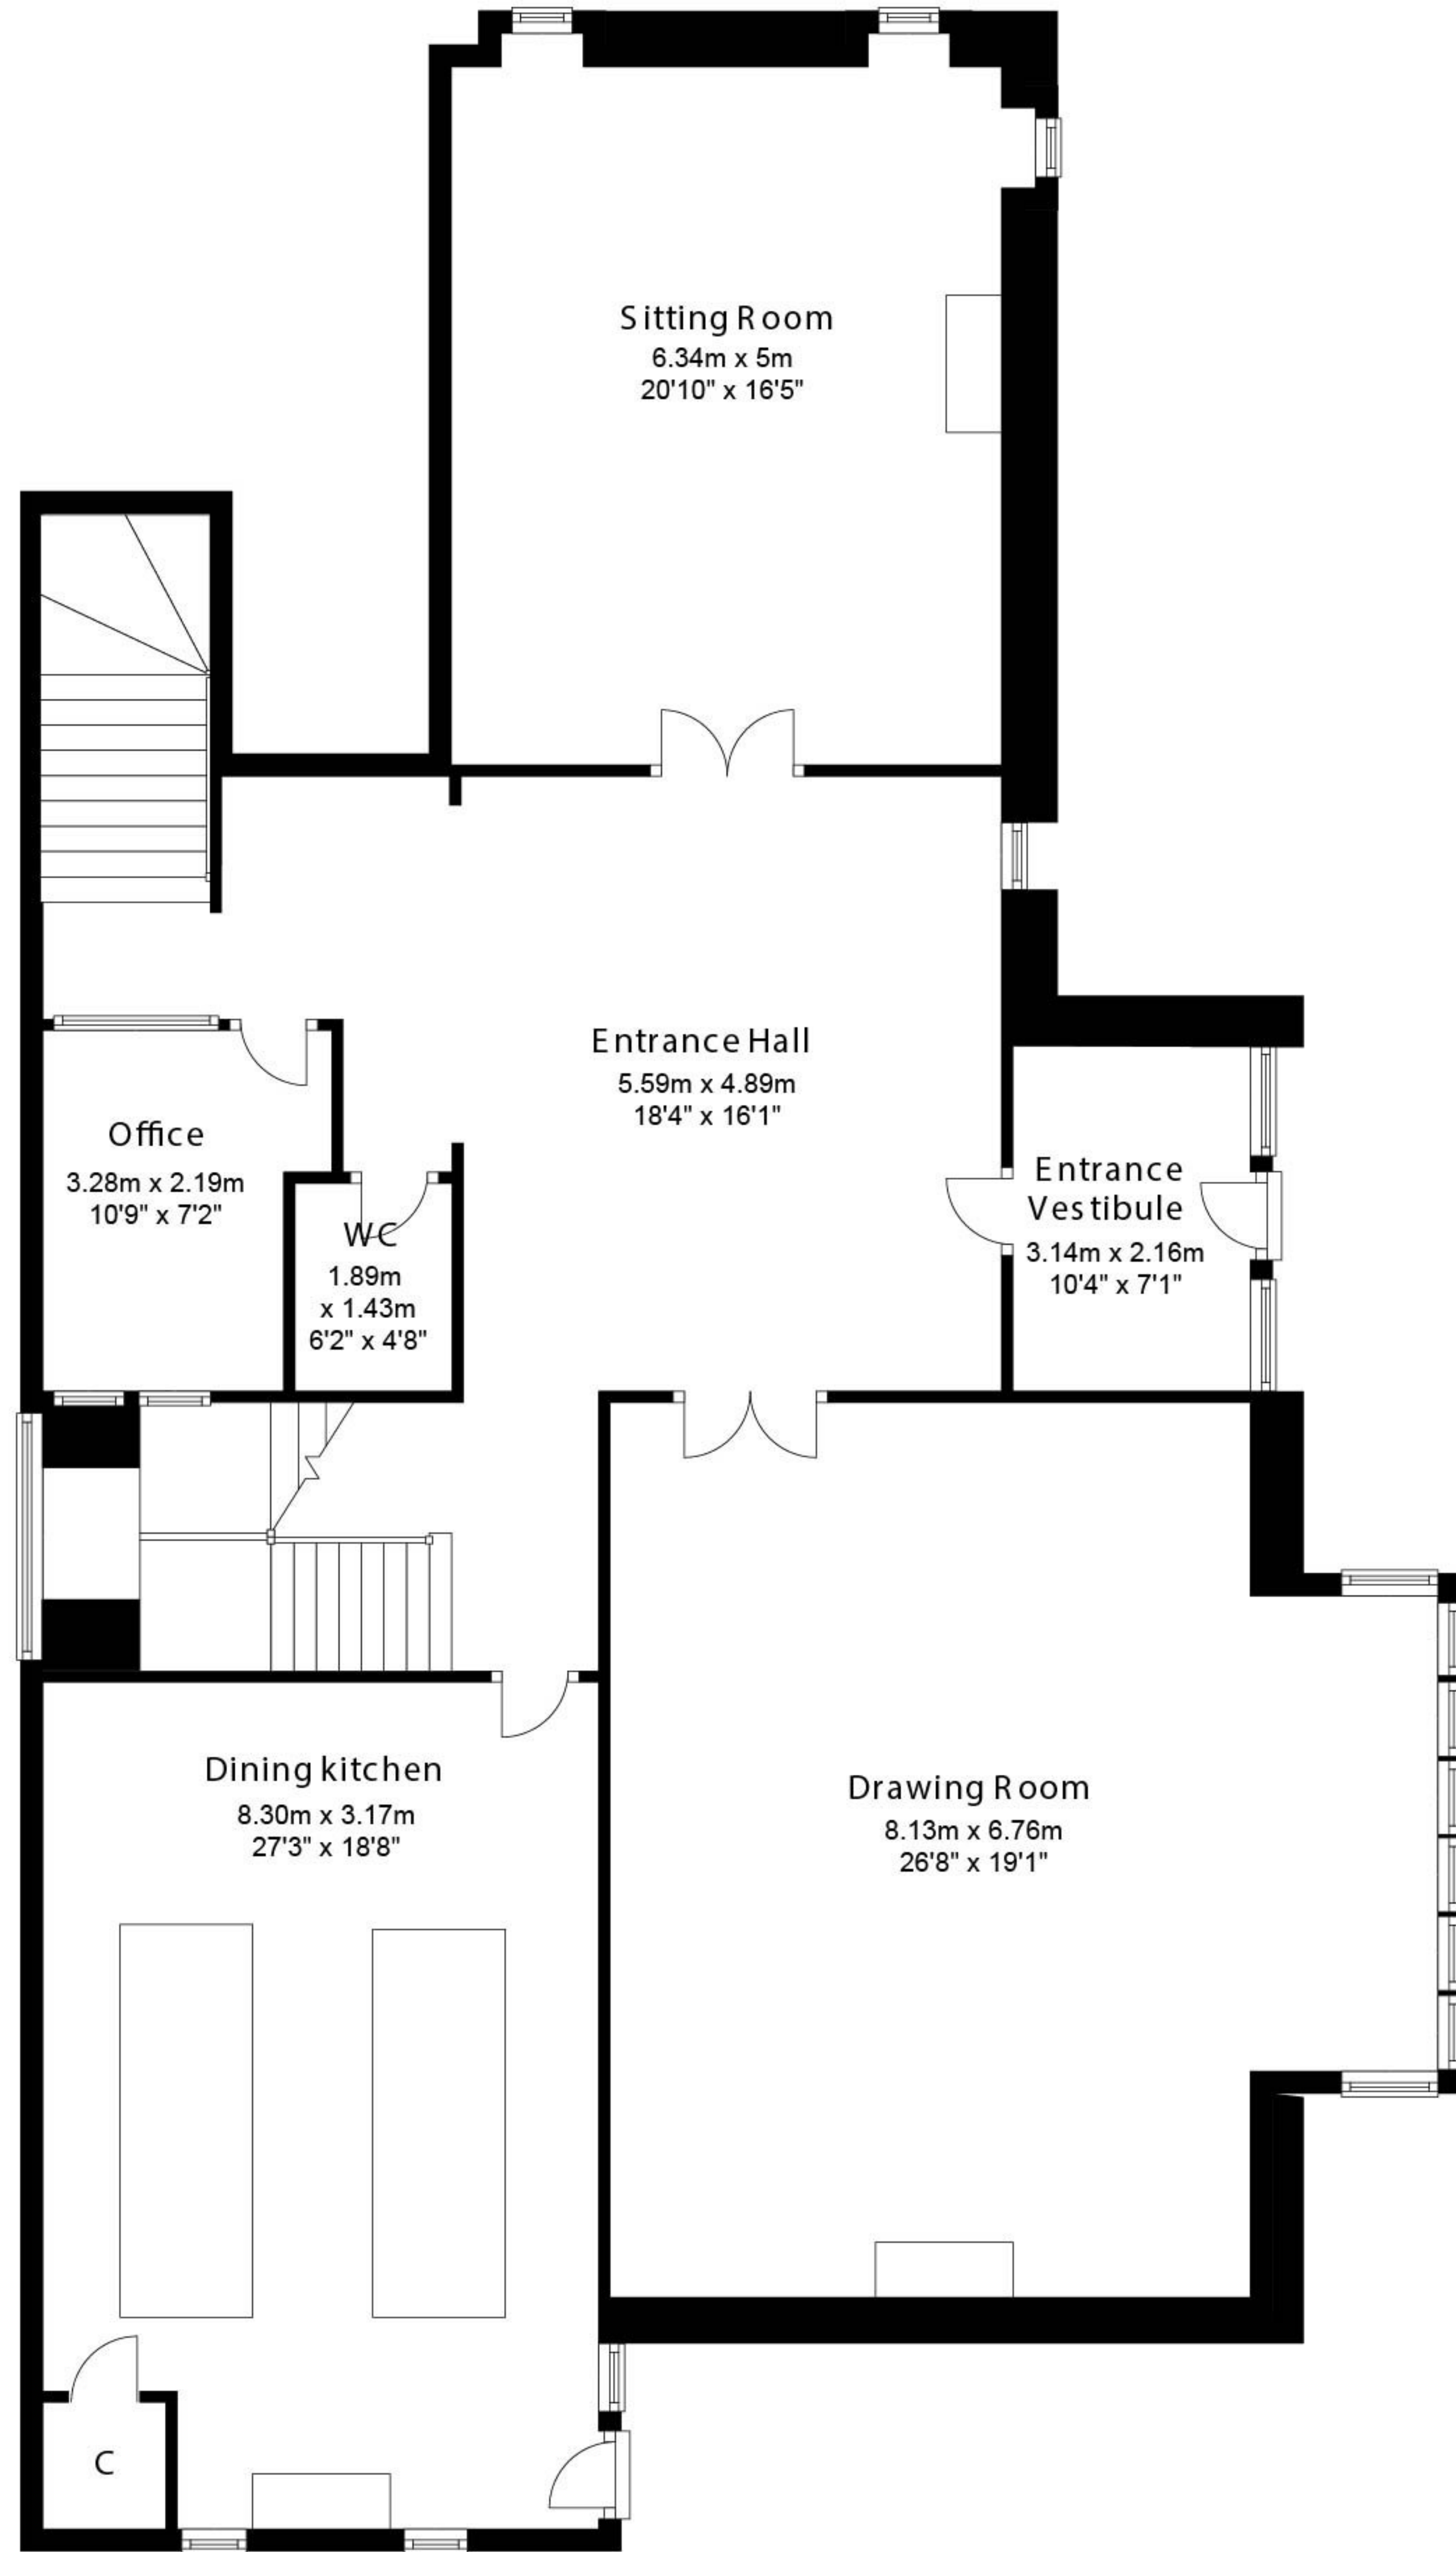 Sitting Room
6.34m x 5m
20'10" x 16'5"
Entrance Hall
5.59m x 4.89m
18'4" x 16'1"
Office
3.28m x 2.19m
10'9" x 7'2"
Entrance
Vestibule
3.14m x 2.16m
10'4" x 7'1"
WC
1.89m
x 1.43m
6'2" x 4'8"
Dining kitchen
8.30m x 3.17m
27'3" x 18'8"
Drawing Room
8.13m x 6.76m
26'8" x 19'1"
C